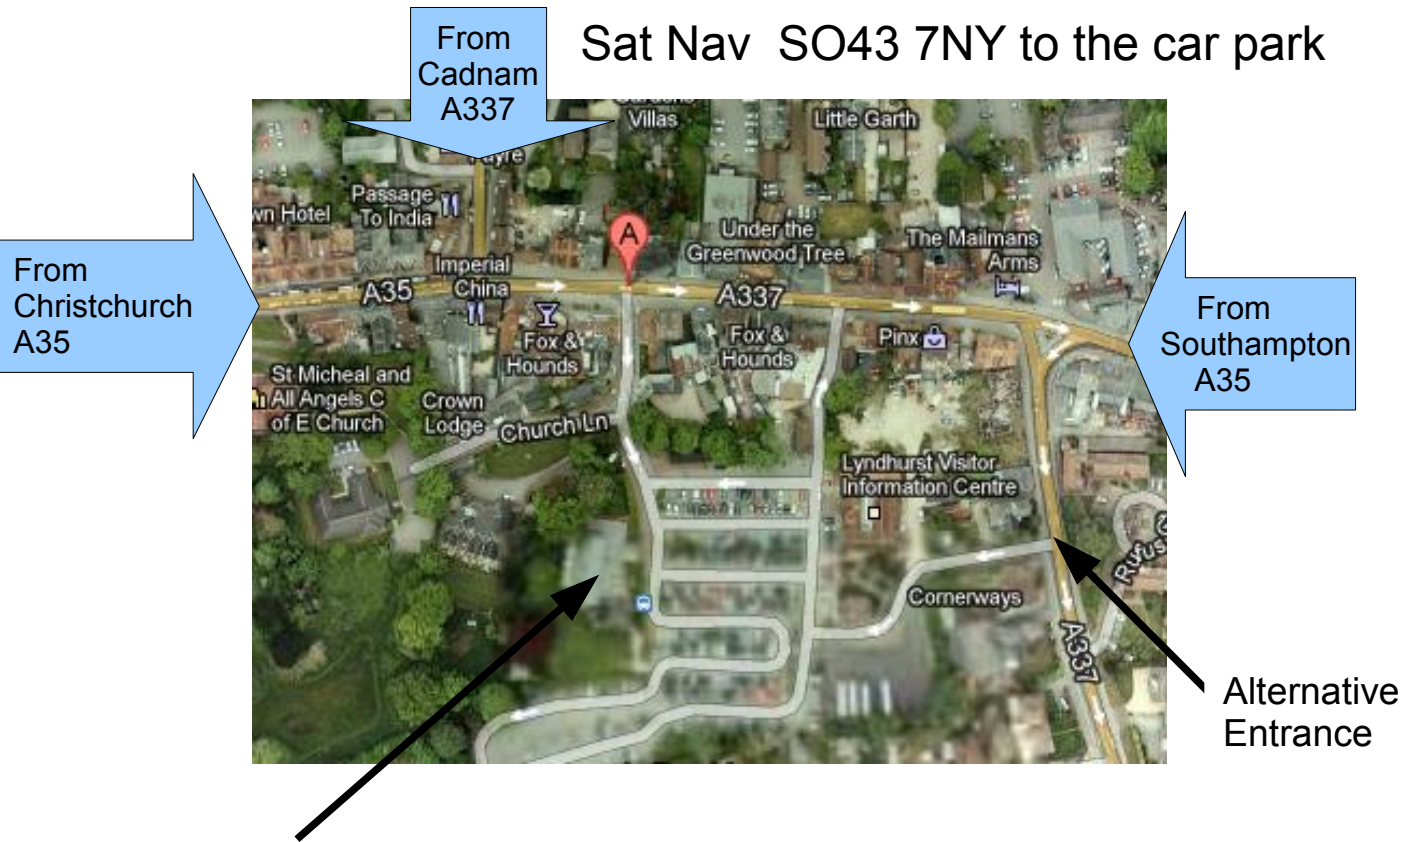 Sat Nav SO43 7NY to the car park
From
Cadnam
A337
Villas
Little Garth
Passage
To India
wn Hotel
A
Under the
Greenwood Tree
The Mailmans
Arms
Imperial
China
A35
A337
From
Christchurch
A35
From
Southampton
A35
Fox &
Hounds
Fox &
Hounds
Pinx
St Micheal and
All Angels C
of E Church
Crown
Lodge
Church Ln
Lyndhurst Visitor
Information Centre
Cornerways
A337
Alternative
Entrance